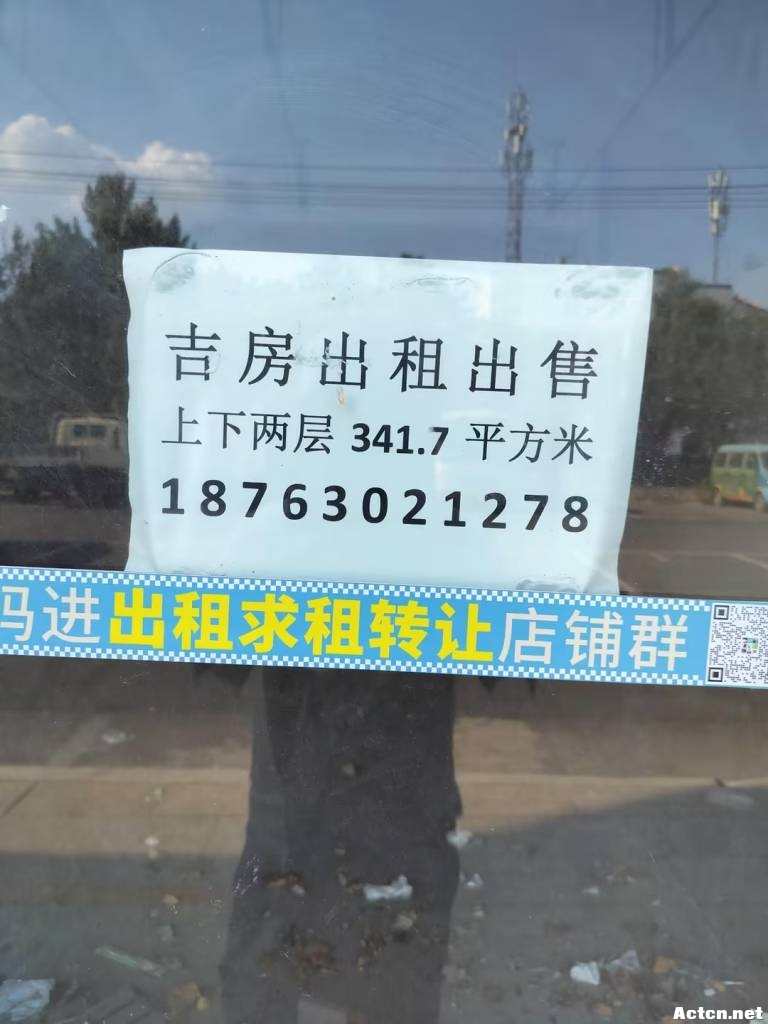 吉房出租出售
上下两层 341.7 平方米
18763021278
码进出租求租转让店铺群
Actcn.net